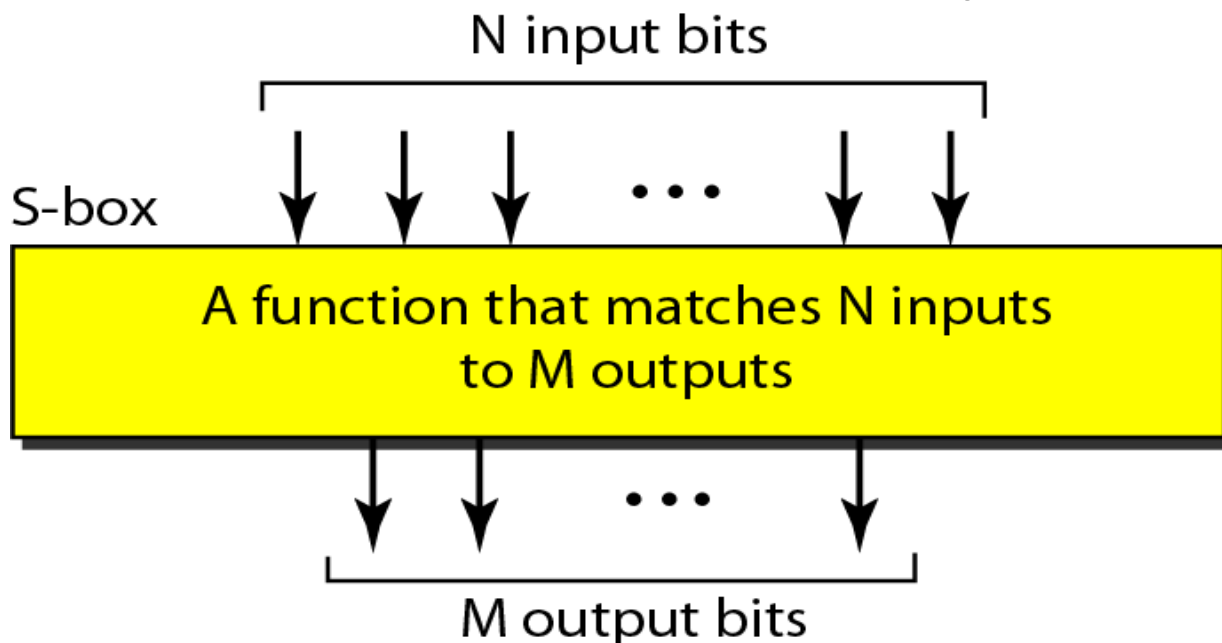 N input bits
S-box
A function that matches N inputs
to M outputs
M output bits